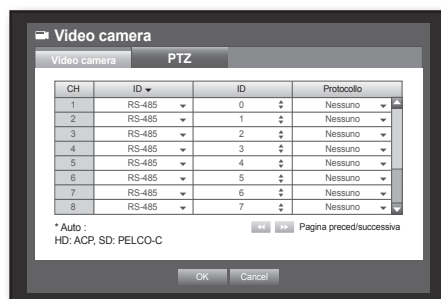 Video camera
Video camera PTZ
CH ID ID Protocollo
1 RS-485 0 Nessuno
2 RS-485 1 Nessuno
3 RS-485 2 Nessuno
4 RS-485 3 Nessuno
5 RS-485 4 Nessuno
6 RS-485 5 Nessuno
7 RS-485 6 Nessuno
8 RS-485 7 Nessuno
* Auto : Pagina preced/successiva
HD: ACP, SD: PELCO-C
OK Cancel